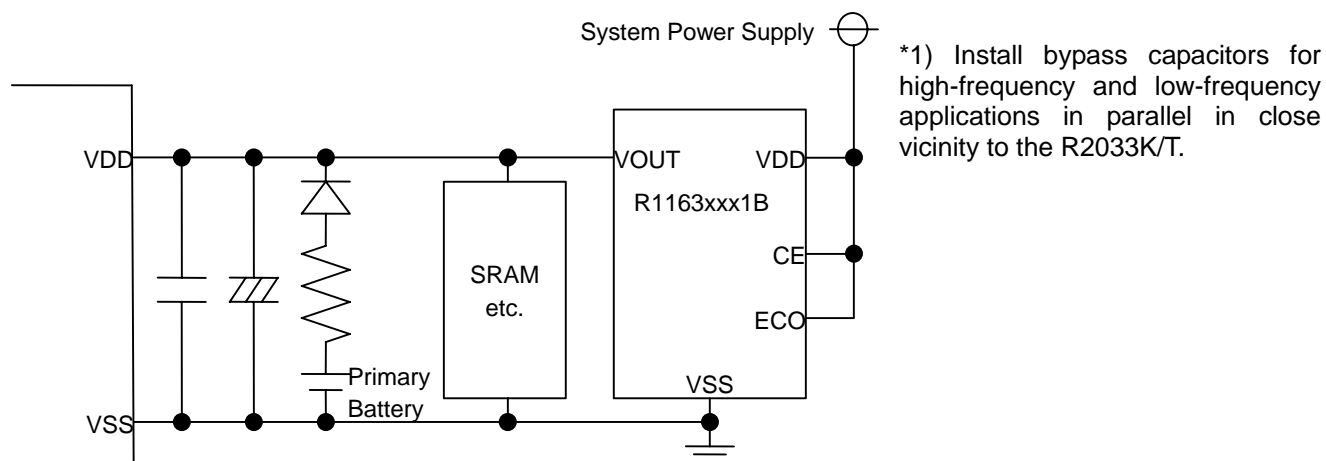 System Power Supply
*1) Install bypass capacitors for
high-frequency and low-frequency
applications in parallel in close
vicinity to the R2033K/T.
VDD
VOUT
VDD
R1163xxx1B
CE
SRAM
etc.
ECO
Primary
Battery
VSS
VSS